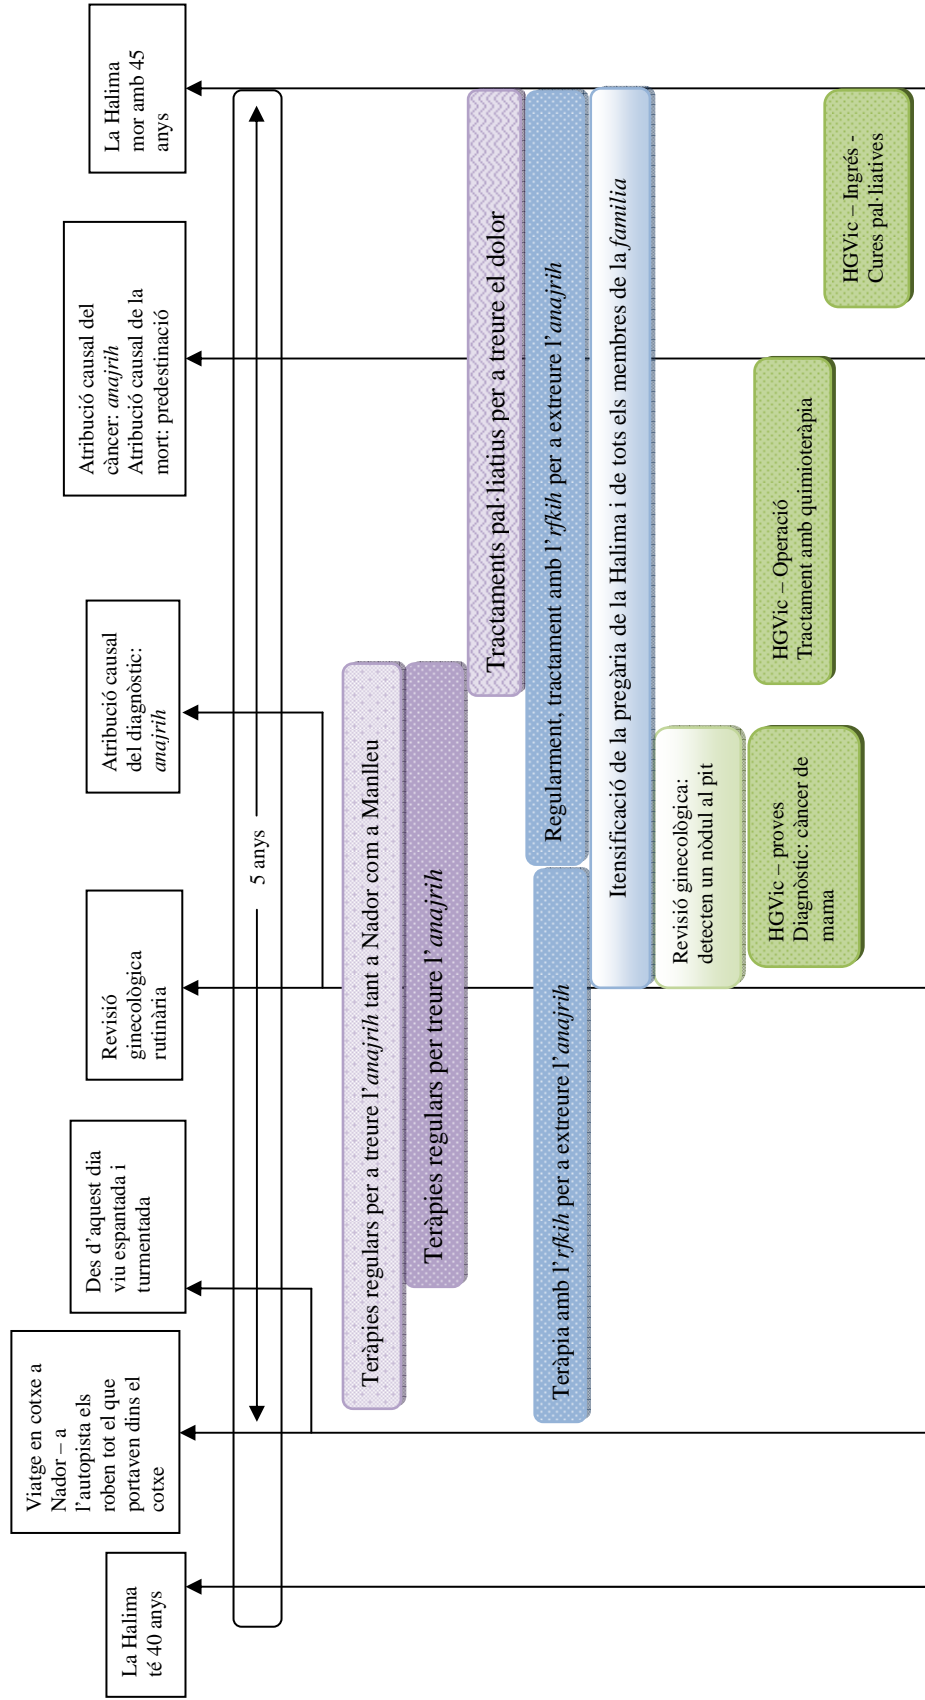 La Halima
té 40 anys
Viatge en cotxe a
Nador – a
l’autopista els
roben tot el que
portaven dins el
cotxe
Des d’aquest dia
viu espantada i
turmentada
Revisió
ginecològica
rutinària
Atribució causal
del diagnòstic:
anajrih
Atribució causal del
càncer: anajrih
Atribució causal de la
mort: predestinació
La Halima
mor amb 45
anys
5 anys
Teràpies regulars per a treure l’anajrih tant a Nador com a Manlleu
Teràpies regulars per treure l’anajrih
Tractaments pal·liatius per a treure el dolor
Teràpia amb l’rfkih per a extreure l’anajrih
Regularment, tractament amb l’rfkih per a extreure l’anajrih
Itensificació de la pregària de la Halima i de tots els membres de la familia
Revisió ginecològica:
detecten un nòdul al pit
HGVic – proves
Diagnòstic: càncer de
mama
HGVic – Operació
Tractament amb quimioteràpia
HGVic – Ingrés -
Cures pal·liatives